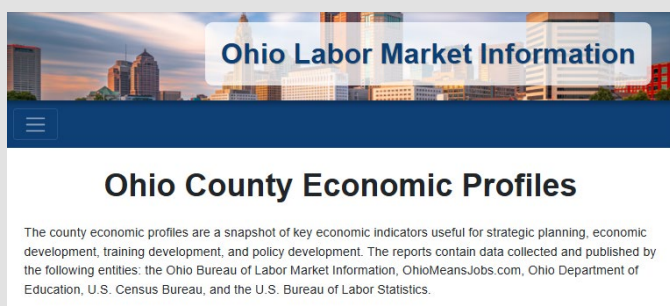 Ohio Labor Market Information
Ohio County Economic Profiles
The county economic profiles are a snapshot of key economic indicators useful for strategic planning, economic
development, training development, and policy development. The reports contain data collected and published by
the following entities: the Ohio Bureau of Labor Market Information, OhioMeansJobs.com, Ohio Department of
Education, U.S. Census Bureau, and the U.S. Bureau of Labor Statistics.